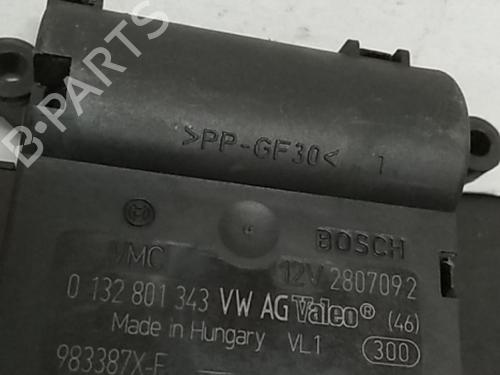 B-PARTS
>PP-GF30< 1
BOSCH
VMC 12V 2807092
0 132 801 343 VW AG Valeo® (46)
Made in Hungary VL1 300
983387X-F